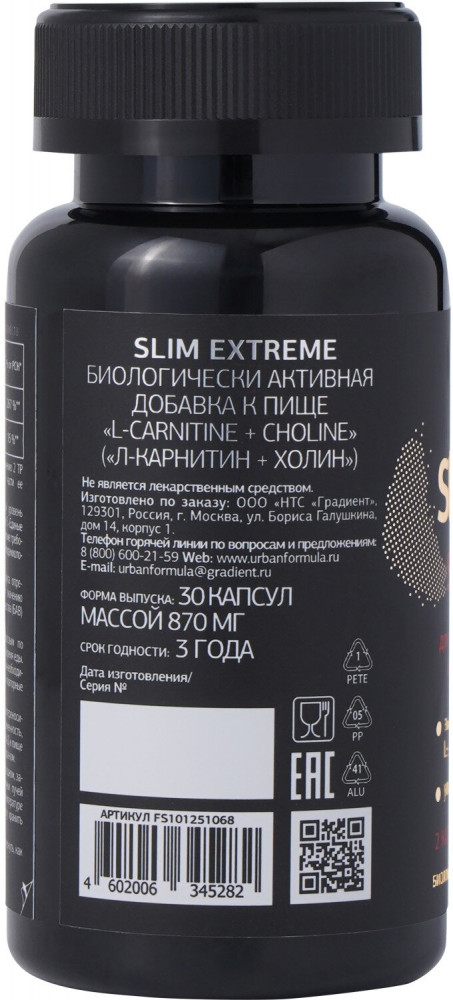 SLIM EXTREME
БИОЛОГИЧЕСКИ АКТИВНАЯ
ДОБАВКА К ПИЩЕ
«L-CARNITINE + CHOLINE»
(«Л-КАРНИТИН + ХОЛИН»)
Не является лекарственным средством.
Изготовлено по заказу: ООО «НТС «Градиент»,
129301, Россия, г. Москва, ул. Бориса Галушкина,
дом 14, корпус 1.
Телефон горячей линии по вопросам и предложениям:
8 (800) 600-21-59 Web: www.urbanformula.ru
E-mail: urbanformula@gradient.ru
ФОРМА ВЫПУСКА: 30 КАПСУЛ
МАССОЙ 870 МГ
СРОК ГОДНОСТИ: 3 ГОДА
Дата изготовления/
Серия №
1
PETE
05
PP
EAC
41
ALU
АРТИКУЛ FS101251068
4 602006 345282